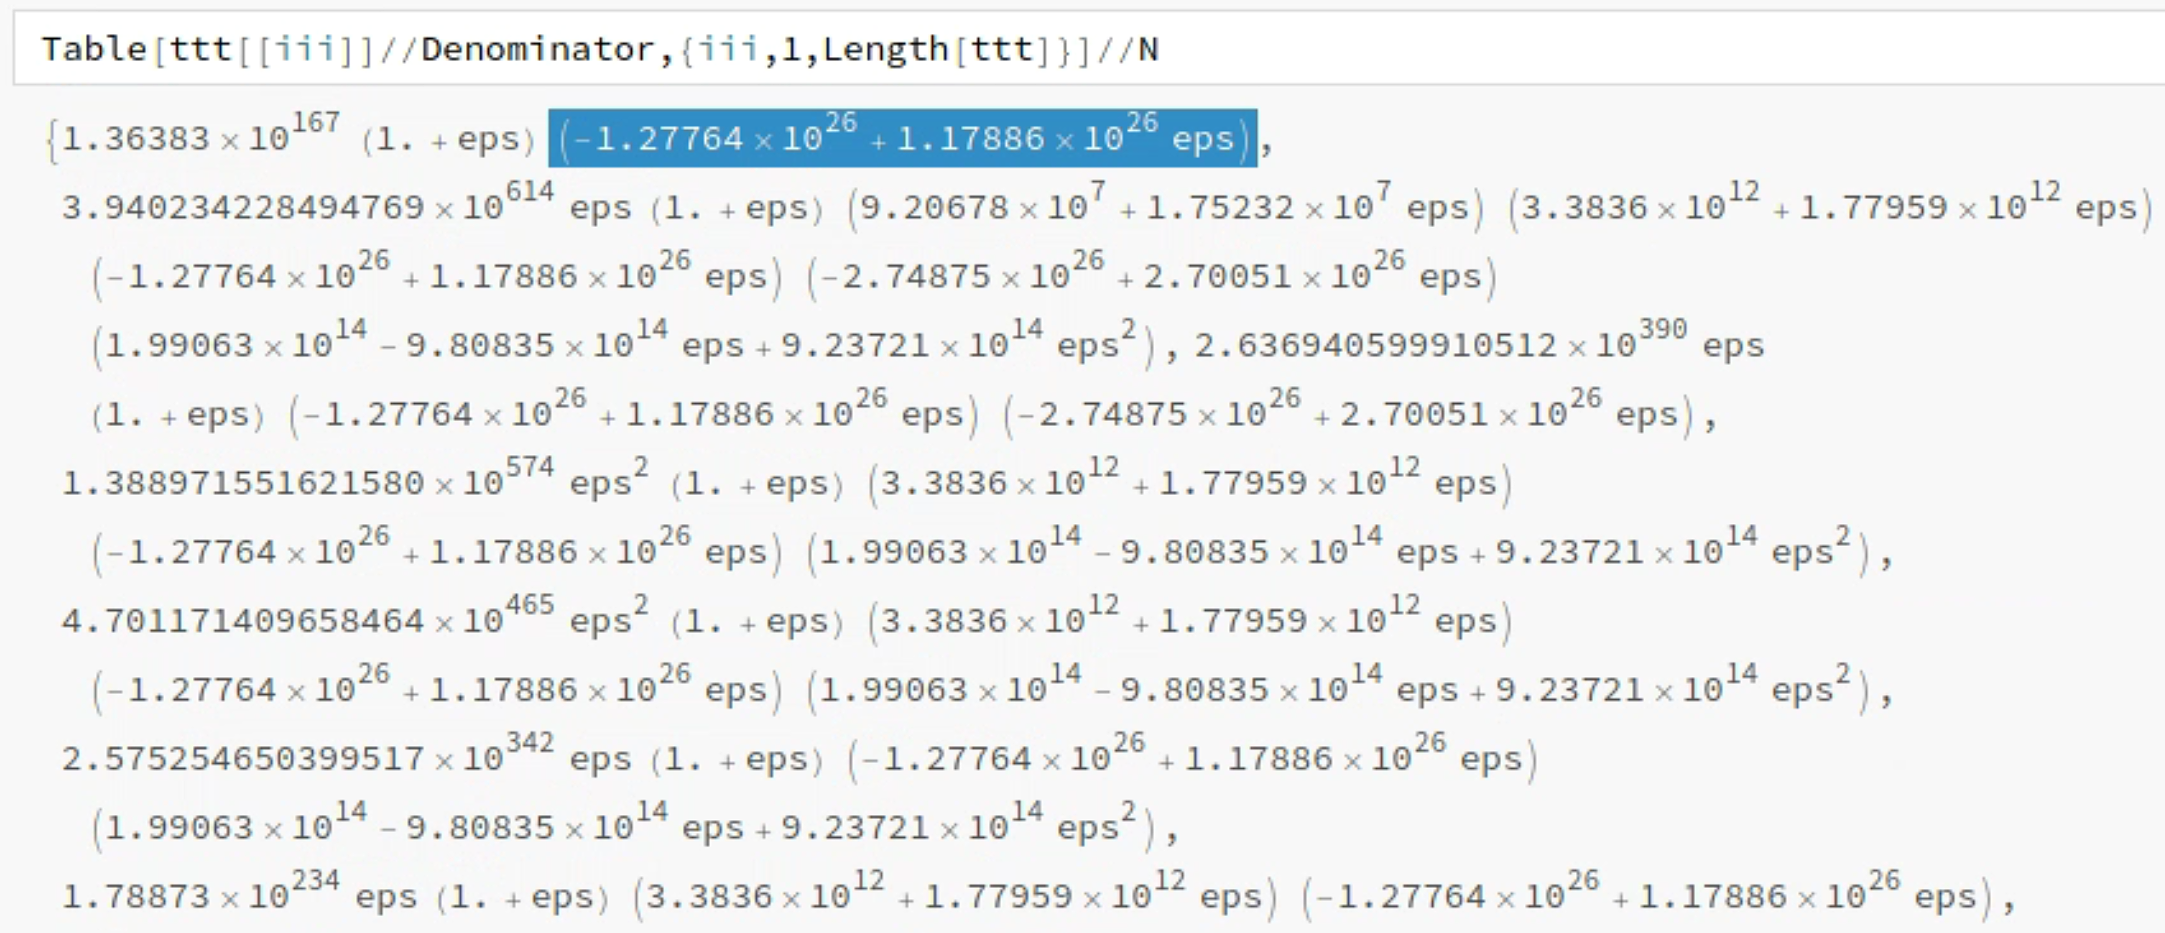 Table[ttt[[iii]]//Denominator,{iii,1,Length[ttt]}]//N
{1.36383×10^167 (1. +eps) (-1.27764×10^26 +1.17886×10^26 eps),
3.940234228494769×10^614 eps (1. +eps) (9.20678×10^7 +1.75232×10^7 eps) (3.3836×10^12 +1.77959×10^12 eps)
(-1.27764×10^26 +1.17886×10^26 eps) (-2.74875×10^26 +2.70051×10^26 eps)
(1.99063×10^14 -9.80835×10^14 eps+9.23721×10^14 eps^2), 2.636940599910512×10^390 eps
(1. +eps) (-1.27764×10^26 +1.17886×10^26 eps) (-2.74875×10^26 +2.70051×10^26 eps),
1.388971551621580×10^574 eps^2 (1. +eps) (3.3836×10^12 +1.77959×10^12 eps)
(-1.27764×10^26 +1.17886×10^26 eps) (1.99063×10^14 -9.80835×10^14 eps+9.23721×10^14 eps^2),
4.701171409658464×10^465 eps^2 (1. +eps) (3.3836×10^12 +1.77959×10^12 eps)
(-1.27764×10^26 +1.17886×10^26 eps) (1.99063×10^14 -9.80835×10^14 eps+9.23721×10^14 eps^2),
2.575254650399517×10^342 eps (1. +eps) (-1.27764×10^26 +1.17886×10^26 eps)
(1.99063×10^14 -9.80835×10^14 eps+9.23721×10^14 eps^2),
1.78873×10^234 eps (1. +eps) (3.3836×10^12 +1.77959×10^12 eps) (-1.27764×10^26 +1.17886×10^26 eps),